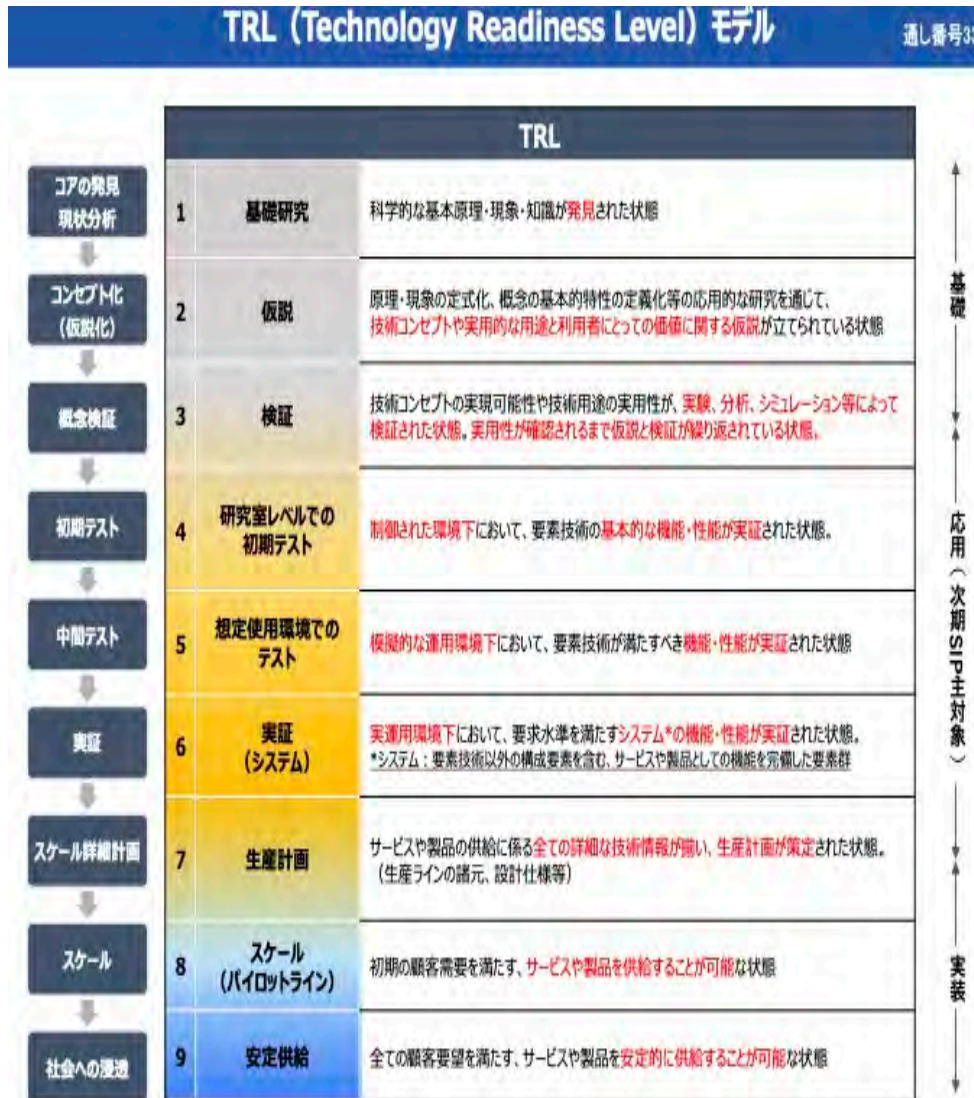 TRL（Technology Readiness Level）モデル
通し番号33
TRL
コアの発見
現状分析
1
基礎研究
科学的な基本原理・現象・知識が発見された状態
コンセプト化
（仮説化）
2
仮説
原理・現象の定式化、概念の基本的特性の定義化等の応用的な研究を通じて、
技術コンセプトや実用的な用途と利用者にとっての価値に関する仮説が立てられている状態
概念検証
3
検証
技術コンセプトの実現可能性や技術用途の実用性が、実験、分析、シミュレーション等によって
検証された状態。実用性が確認されるまで仮説と検証が繰り返されている状態。
初期テスト
4
研究室レベルでの
初期テスト
制御された環境下において、要素技術の基本的な機能・性能が実証された状態。
中間テスト
5
想定使用環境での
テスト
模擬的な運用環境下において、要素技術が満たすべき機能・性能が実証された状態
実証
6
実証
（システム）
実運用環境下において、要求水準を満たすシステム*の機能・性能が実証された状態。
*システム：要素技術以外の構成要素を含む、サービスや製品としての機能を完備した要素群
スケール詳細計画
7
生産計画
サービスや製品の供給に係る全ての詳細な技術情報が揃い、生産計画が策定された状態。
（生産ラインの諸元、設計仕様等）
スケール
8
スケール
（パイロットライン）
初期の顧客需要を満たす、サービスや製品を供給することが可能な状態
社会への浸透
9
安定供給
全ての顧客要望を満たす、サービスや製品を安定的に供給することが可能な状態
基礎
応用（次期SIP主対象）
実装